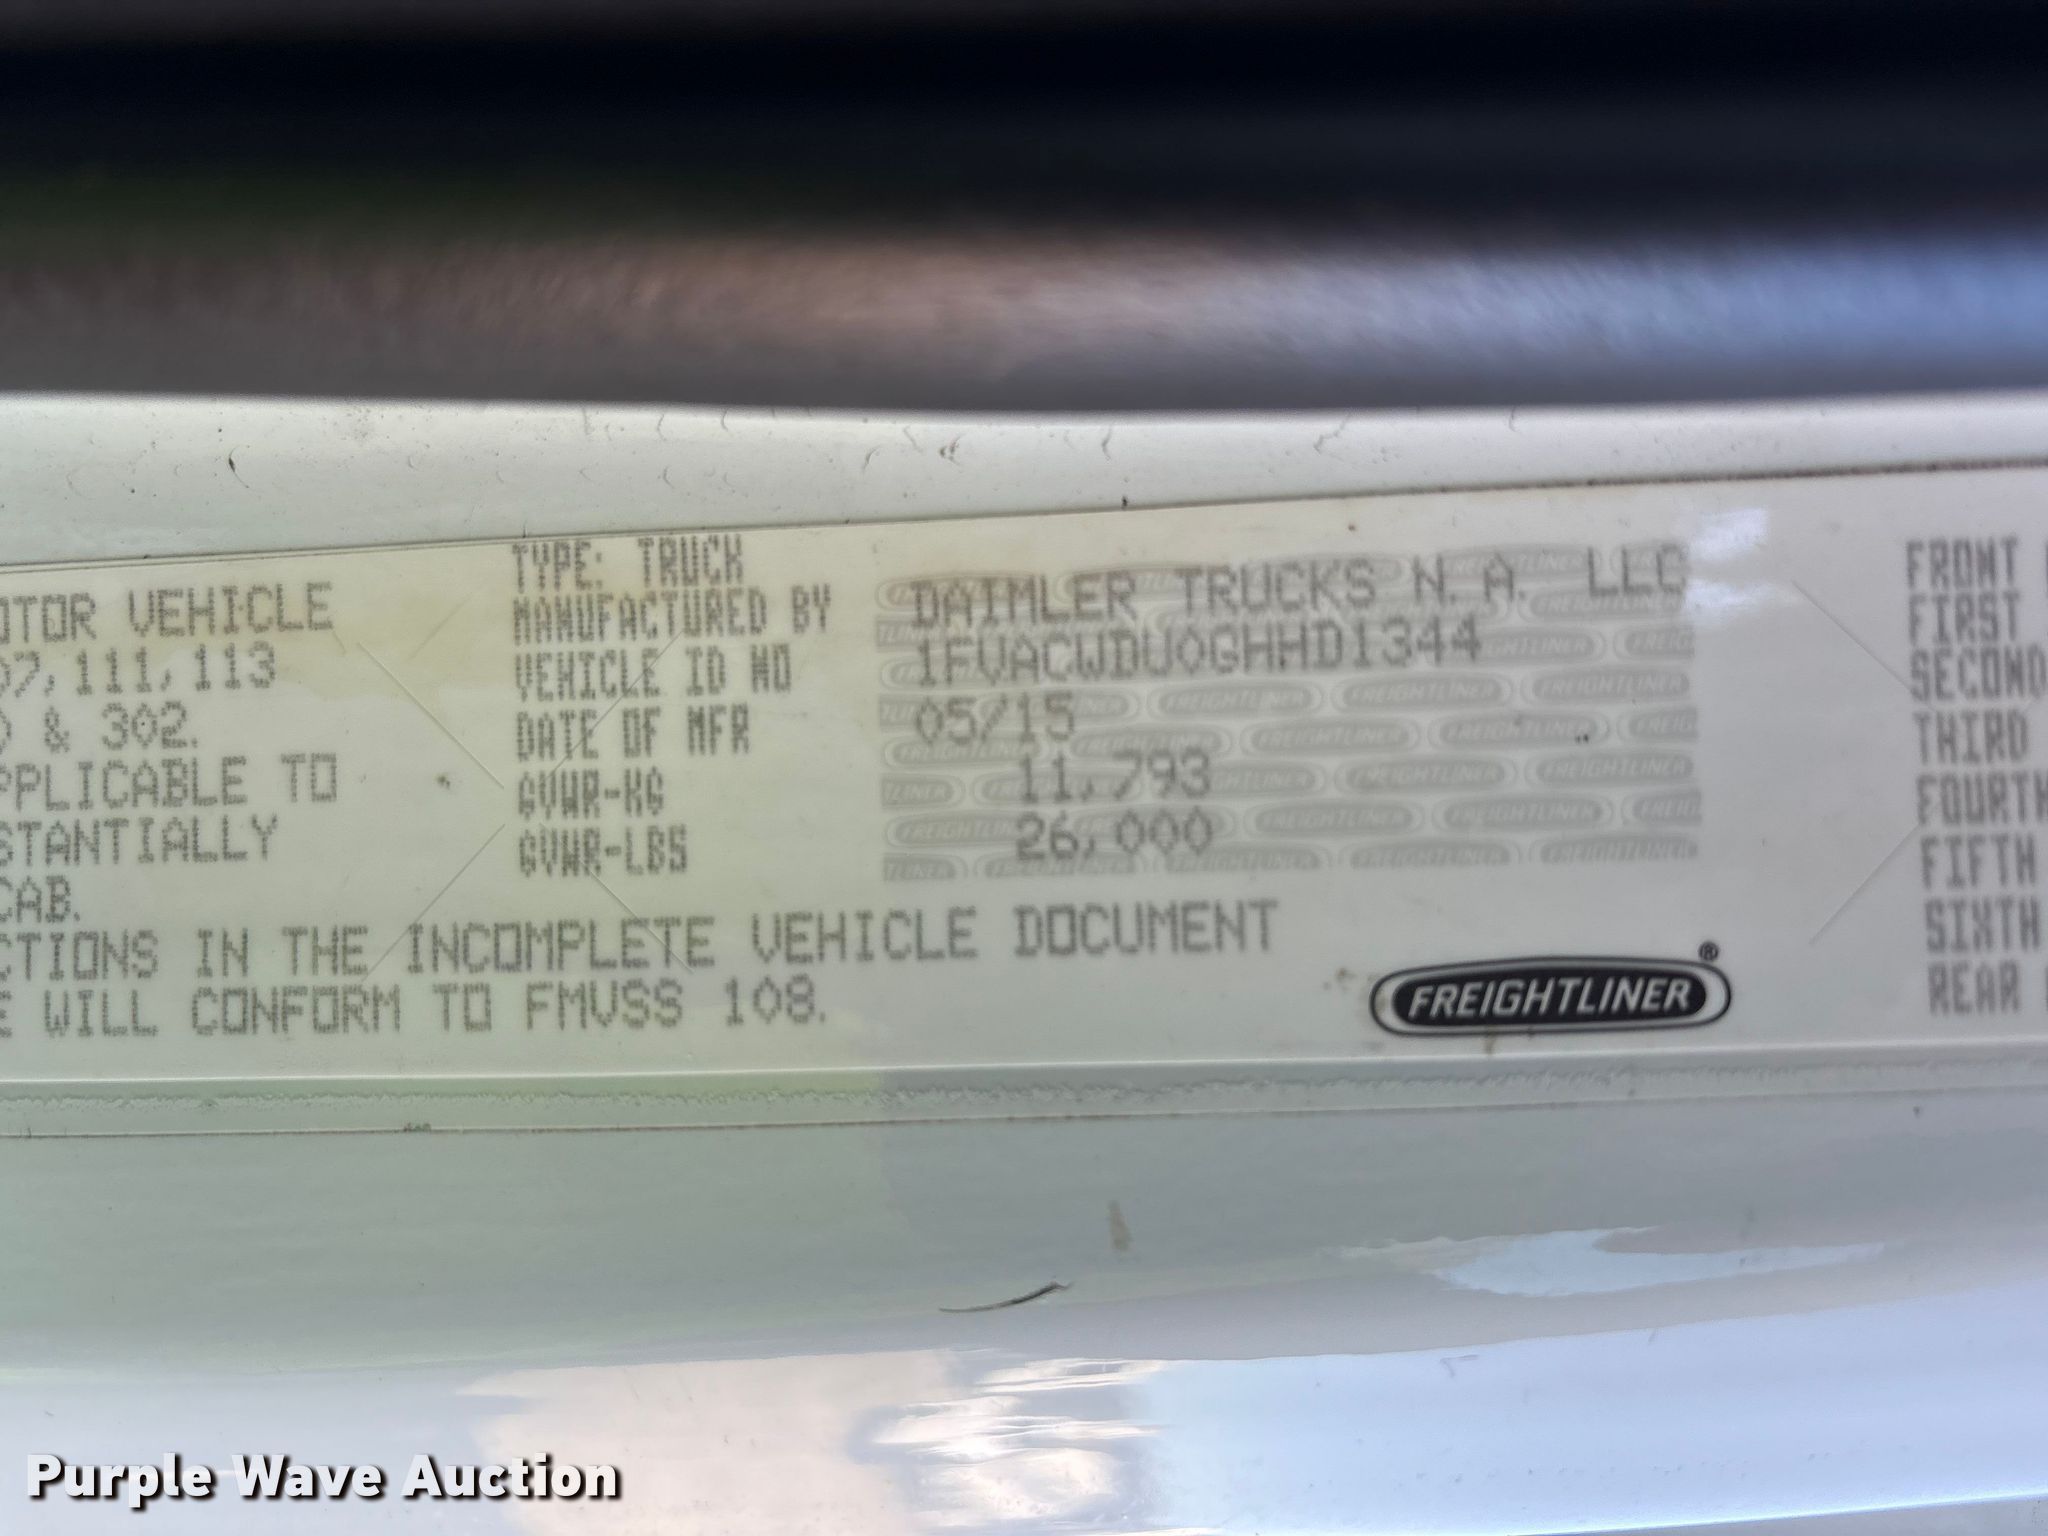 OTOR VEHICLE
07, 111, 113
& 302.
PPLICABLE TO
STANTIALLY
CAB.
CTIONS IN THE INCOMPLETE VEHICLE DOCUMENT
E WILL CONFORM TO FMVSS 108.
TYPE: TRUCK
MANUFACTURED BY DAIMLER TRUCKS N.A. LLC
VEHICLE ID NO 1FVACWDU0GHHD1344
DATE OF MFR 05/15
GVWR-KG 11,793
GVWR-LBS 26,000
FREIGHTLINER®
FRONT
FIRST
SECOND
THIRD
FOURTH
FIFTH
SIXTH
REAR
Purple Wave Auction